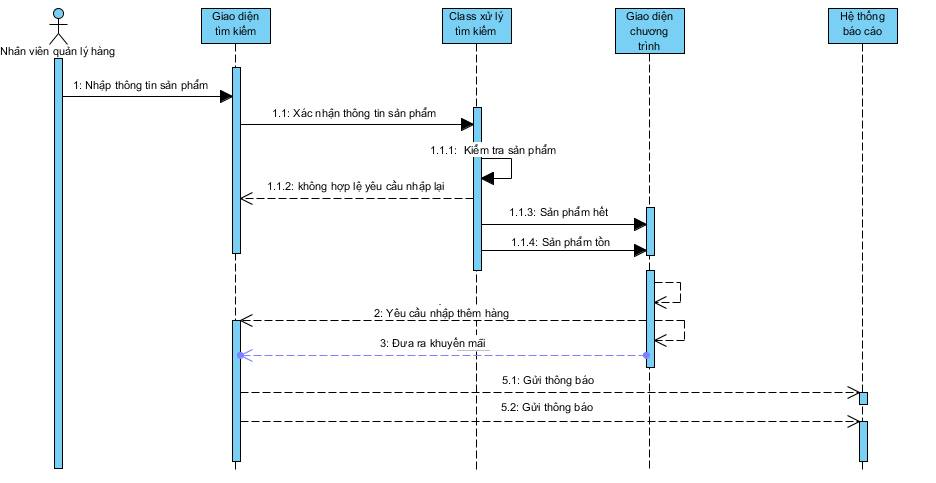 Giao diện
tìm kiếm
Class xử lý
tìm kiếm
Giao diện
chương
trình
Hệ thống
báo cáo
Nhân viên quản lý hàng
1: Nhập thông tin sản phẩm
1.1: Xác nhận thông tin sản phẩm
1.1.1: Kiểm tra sản phẩm
1.1.2: không hợp lệ yêu cầu nhập lại
1.1.3: Sản phẩm hết
1.1.4: Sản phẩm tồn
2: Yêu cầu nhập thêm hàng
3: Đưa ra khuyến mãi
5.1: Gửi thông báo
5.2: Gửi thông báo